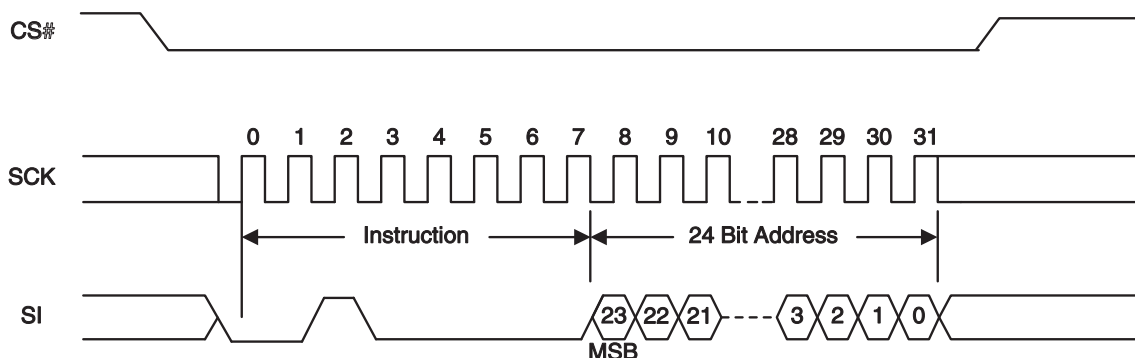 CS#
0 1 2 3 4 5 6 7 8 9 10 28 29 30 31
SCK
Instruction 24 Bit Address
SI 23 22 21 3 2 1 0
MSB